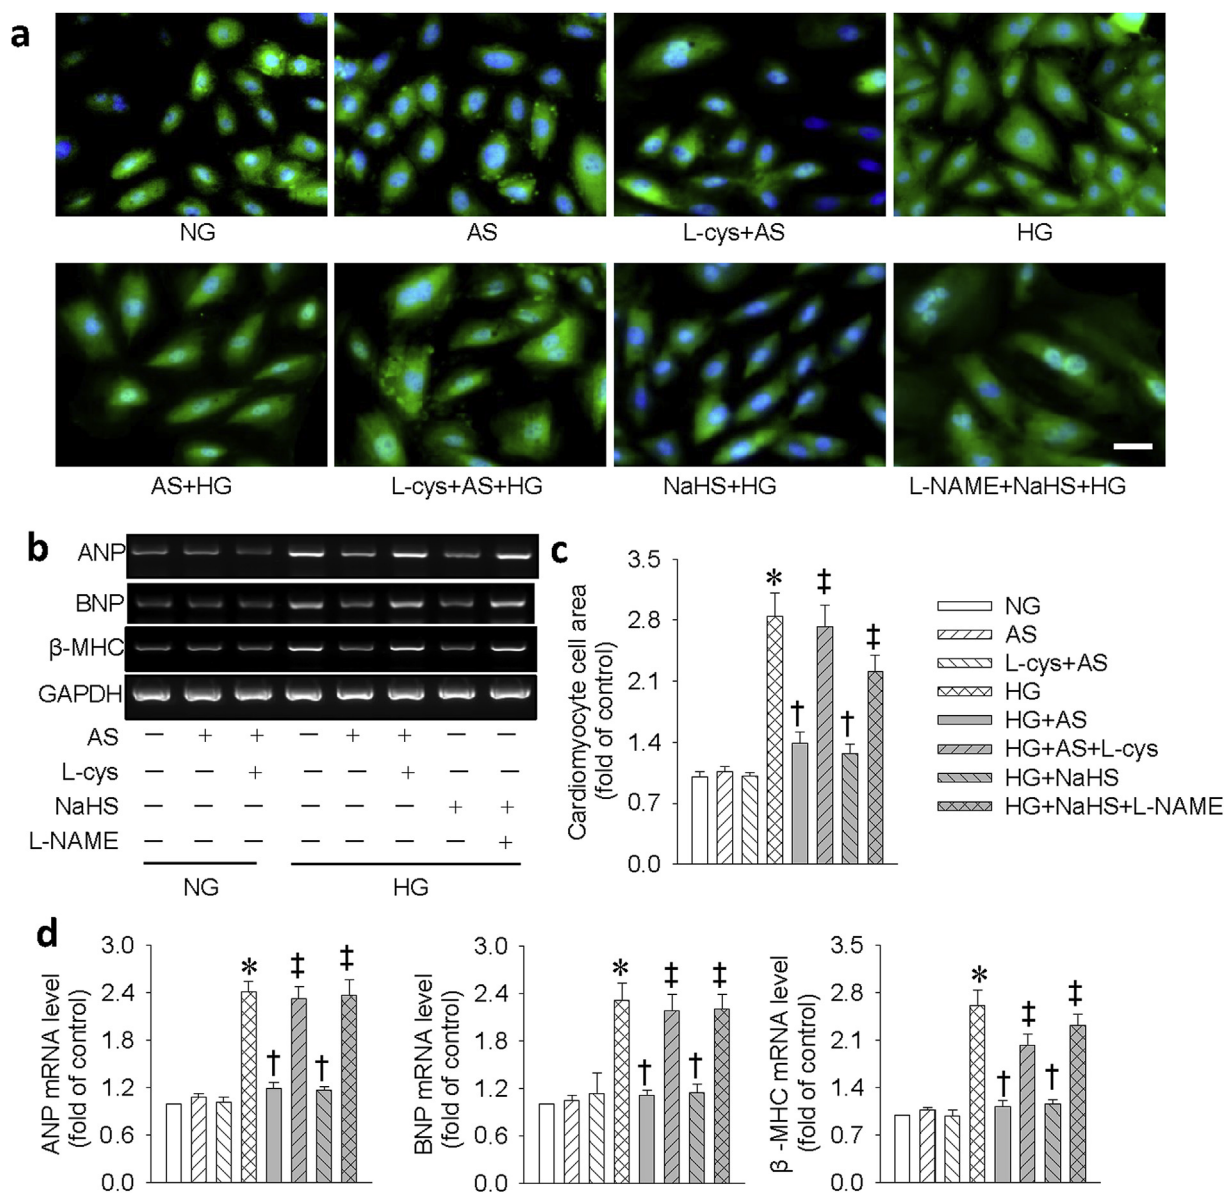 a
NG
AS
L-cys+AS
HG
AS+HG
L-cys+AS+HG
NaHS+HG
L-NAME+NaHS+HG
b
ANP
BNP
β-MHC
GAPDH
AS — + + — + + — —
L-cys — — + — — + — —
NaHS — — — — — — + +
L-NAME — — — — — — — +
NG
HG
c
Cardiomyocyte cell area
(fold of control)
3.5
2.8
2.1
1.4
0.7
0.0
*
†
‡
†
‡
NG
AS
L-cys+AS
HG
HG+AS
HG+AS+L-cys
HG+NaHS
HG+NaHS+L-NAME
d
ANP mRNA level
(fold of control)
3.0
2.4
1.8
1.2
0.6
0.0
*
†
‡
†
‡
BNP mRNA level
(fold of control)
3.0
2.4
1.8
1.2
0.6
0.0
*
†
‡
†
‡
β -MHC mRNA level
(fold of control)
3.5
2.8
2.1
1.4
0.7
0.0
*
†
‡
†
‡